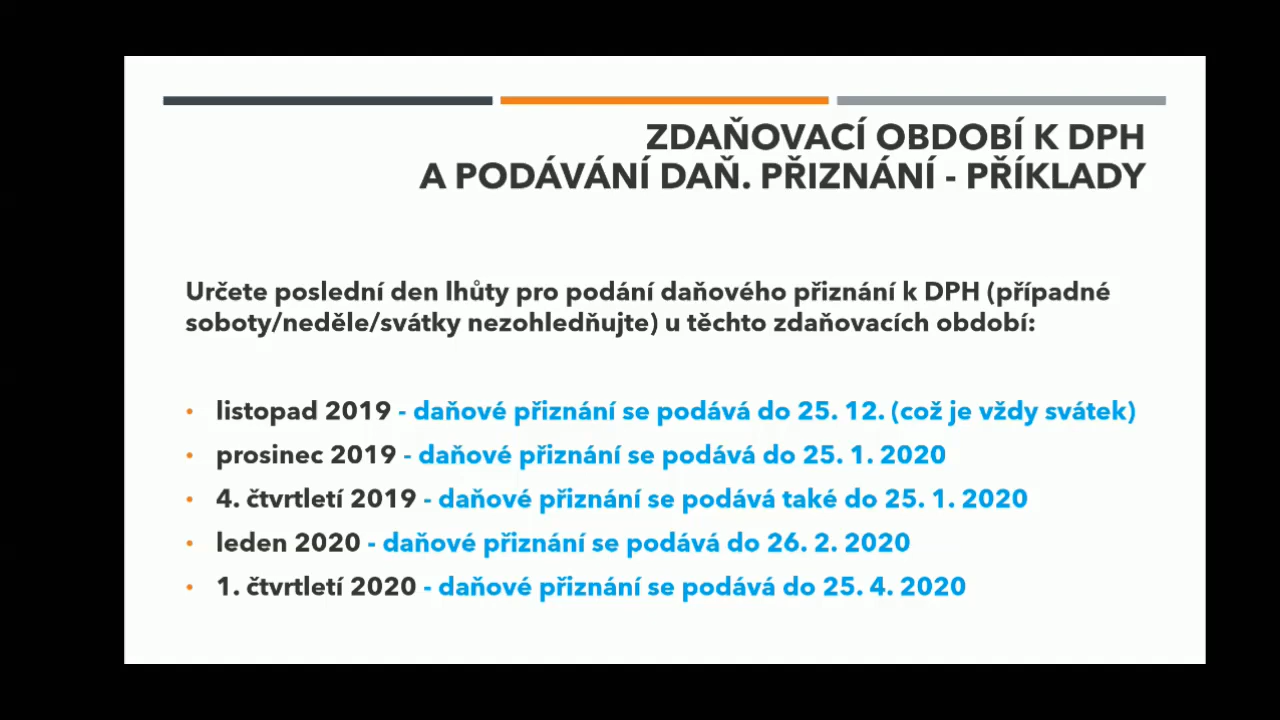 ZDAŇOVACÍ OBDOBÍ K DPH
A PODÁVÁNÍ DAŇ. PŘIZNÁNÍ - PŘÍKLADY
Určete poslední den lhůty pro podání daňového přiznání k DPH (případné
soboty/neděle/svátky nezohledňujte) u těchto zdaňovacích období:
• listopad 2019 - daňové přiznání se podává do 25. 12. (což je vždy svátek)
• prosinec 2019 - daňové přiznání se podává do 25. 1. 2020
• 4. čtvrtletí 2019 - daňové přiznání se podává také do 25. 1. 2020
• leden 2020 - daňové přiznání se podává do 26. 2. 2020
• 1. čtvrtletí 2020 - daňové přiznání se podává do 25. 4. 2020